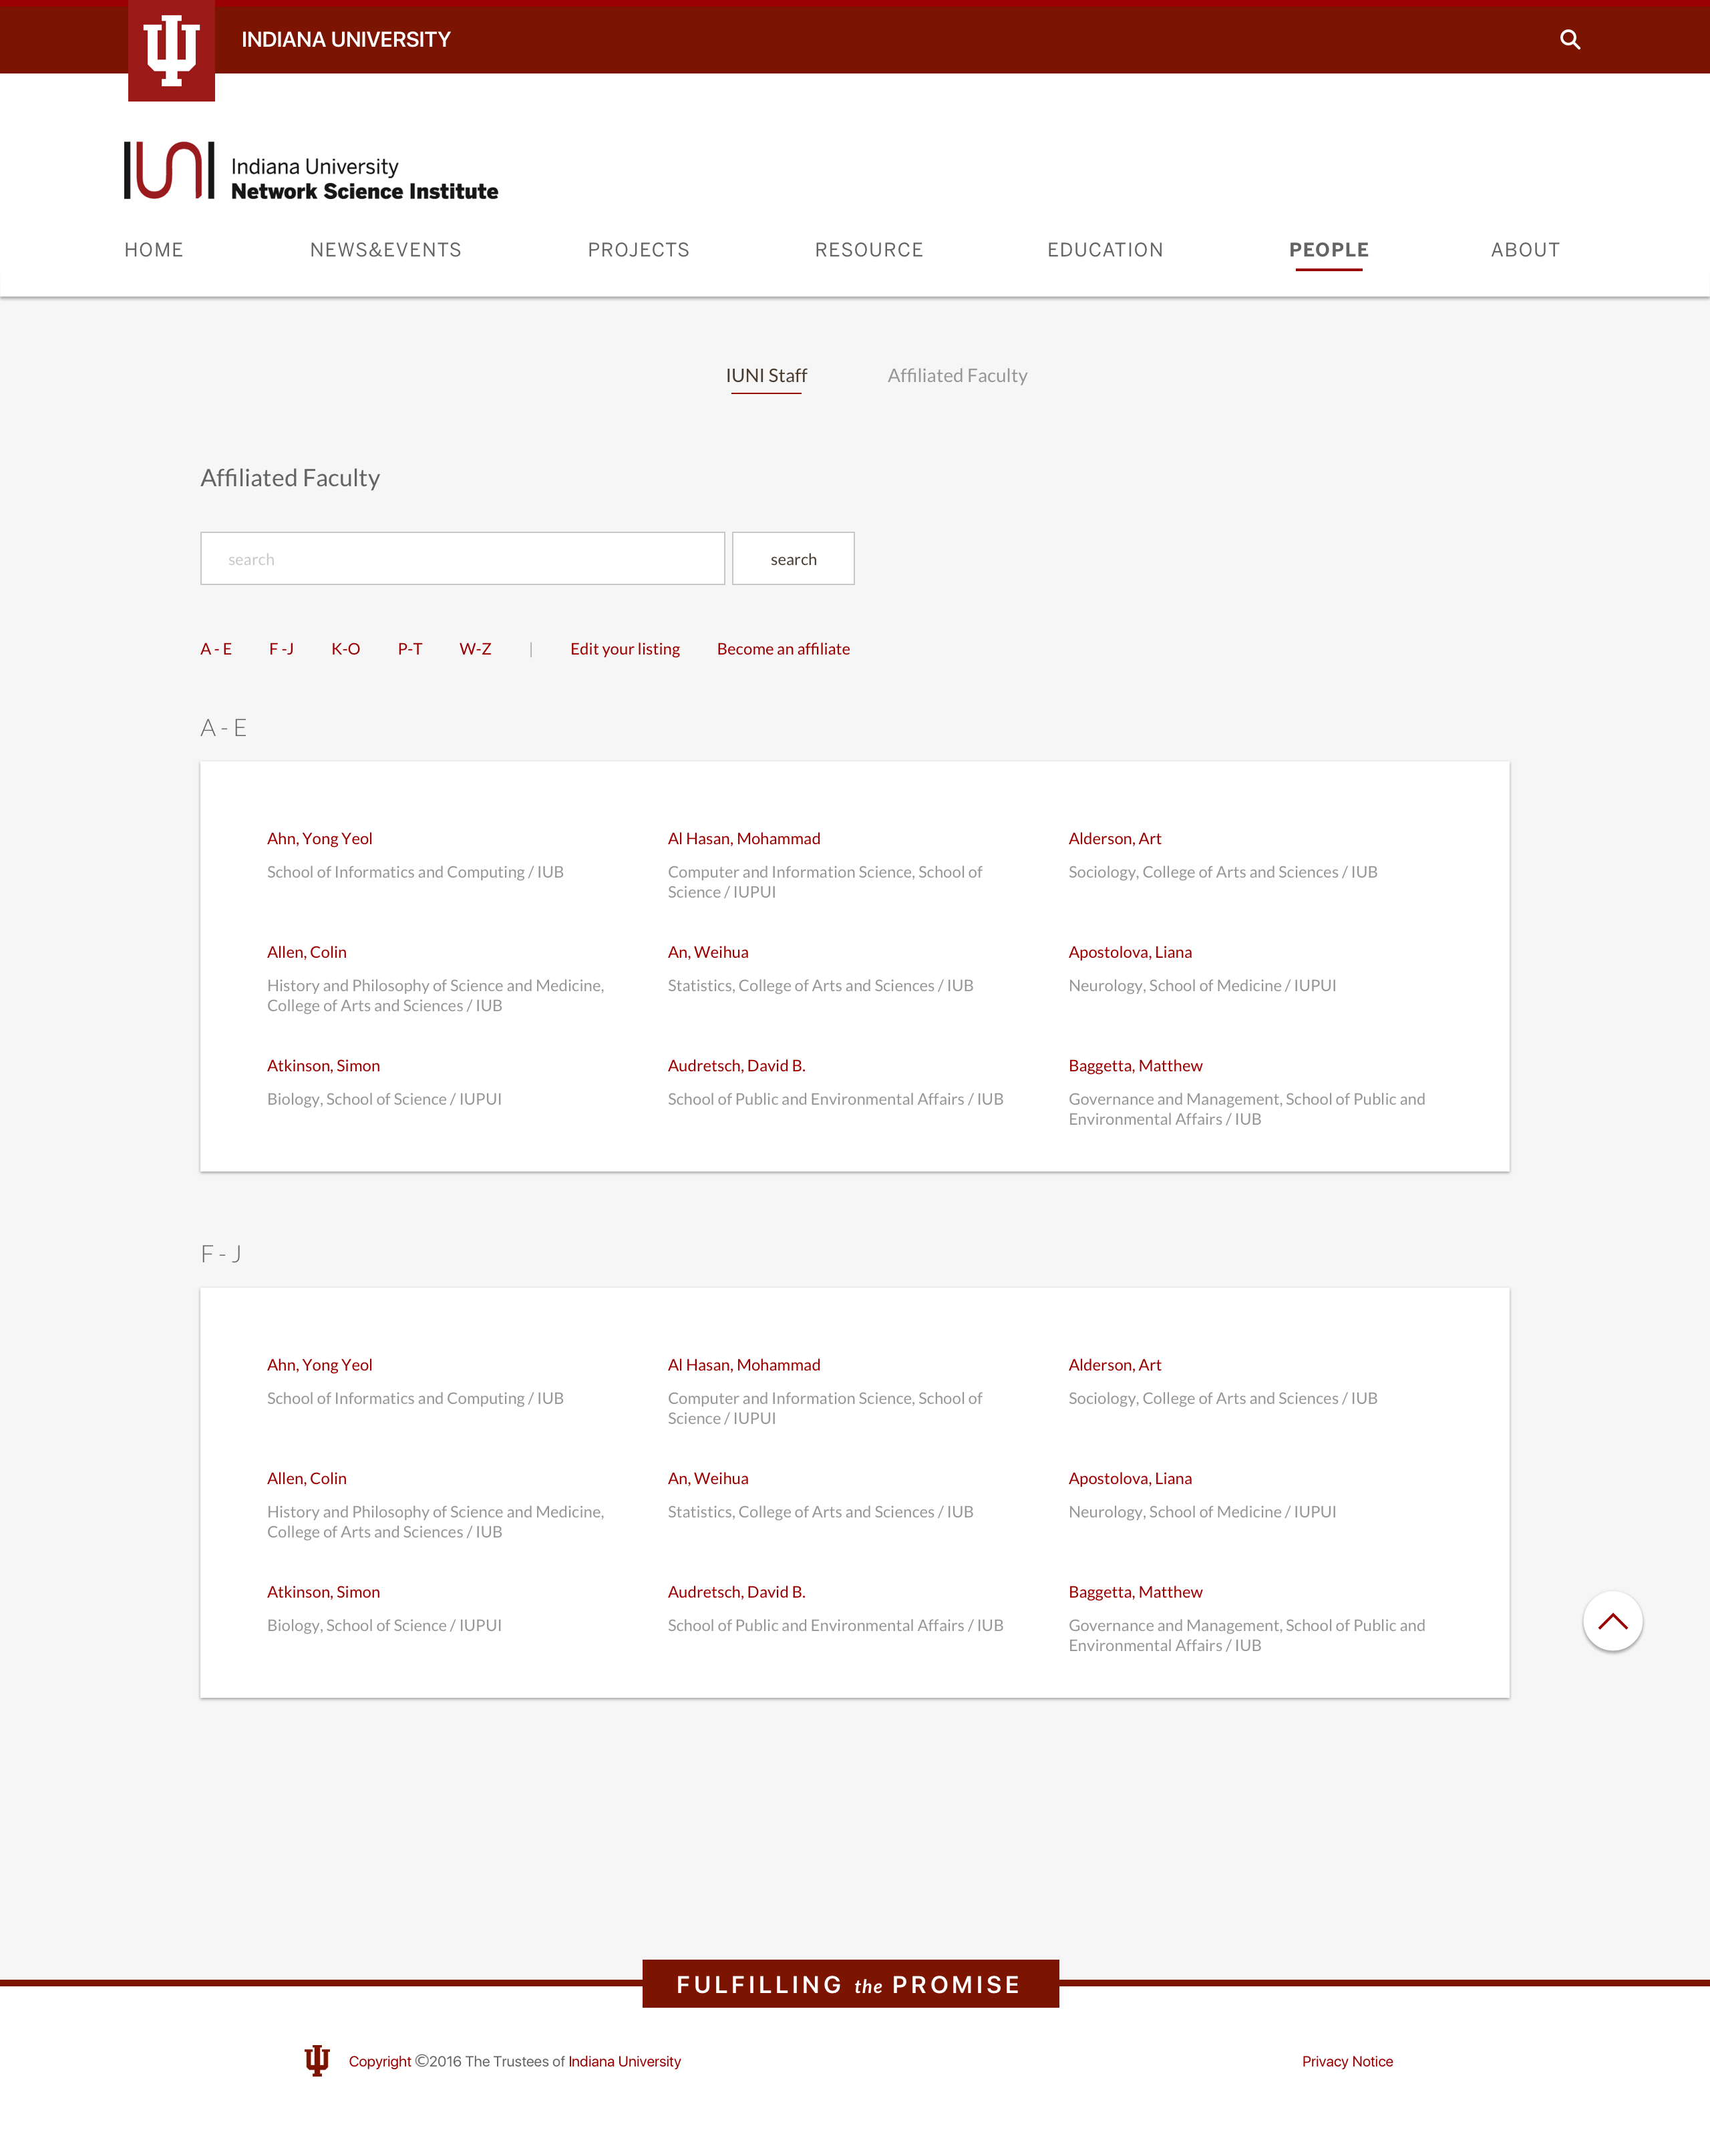 INDIANA UNIVERSITY
IUNI Indiana University
Network Science Institute
HOME NEWS&EVENTS PROJECTS RESOURCE EDUCATION PEOPLE ABOUT
IUNI Staff Affiliated Faculty
Affiliated Faculty
search search
A - E F -J K-O P-T W-Z | Edit your listing Become an affiliate
A - E
Ahn, Yong Yeol Al Hasan, Mohammad Alderson, Art
School of Informatics and Computing / IUB Computer and Information Science, School of Sociology, College of Arts and Sciences / IUB
Science / IUPUI
Allen, Colin An, Weihua Apostolova, Liana
History and Philosophy of Science and Medicine, Statistics, College of Arts and Sciences / IUB Neurology, School of Medicine / IUPUI
College of Arts and Sciences / IUB
Atkinson, Simon Audretsch, David B. Baggetta, Matthew
Biology, School of Science / IUPUI School of Public and Environmental Affairs / IUB Governance and Management, School of Public and
Environmental Affairs / IUB
F - J
Ahn, Yong Yeol Al Hasan, Mohammad Alderson, Art
School of Informatics and Computing / IUB Computer and Information Science, School of Sociology, College of Arts and Sciences / IUB
Science / IUPUI
Allen, Colin An, Weihua Apostolova, Liana
History and Philosophy of Science and Medicine, Statistics, College of Arts and Sciences / IUB Neurology, School of Medicine / IUPUI
College of Arts and Sciences / IUB
Atkinson, Simon Audretsch, David B. Baggetta, Matthew
Biology, School of Science / IUPUI School of Public and Environmental Affairs / IUB Governance and Management, School of Public and
Environmental Affairs / IUB
FULFILLING the PROMISE
Copyright ©2016 The Trustees of Indiana University Privacy Notice